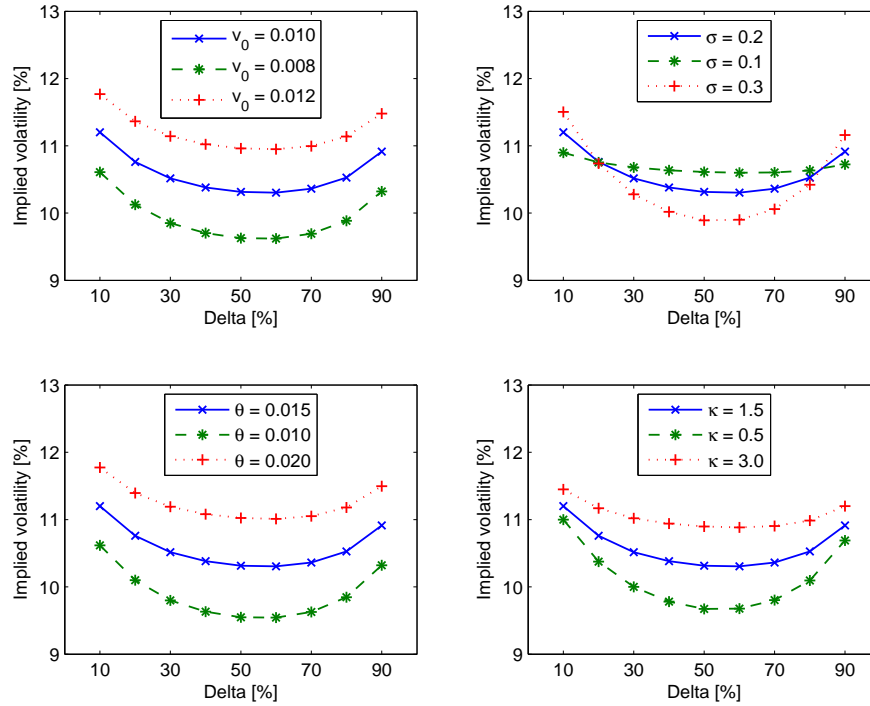 13
12
11
10
9
Implied volatility [%]
10 30 50 70 90
Delta [%]
v0 = 0.010
v0 = 0.008
v0 = 0.012
13
12
11
10
9
Implied volatility [%]
10 30 50 70 90
Delta [%]
σ = 0.2
σ = 0.1
σ = 0.3
13
12
11
10
9
Implied volatility [%]
10 30 50 70 90
Delta [%]
θ = 0.015
θ = 0.010
θ = 0.020
13
12
11
10
9
Implied volatility [%]
10 30 50 70 90
Delta [%]
κ = 1.5
κ = 0.5
κ = 3.0